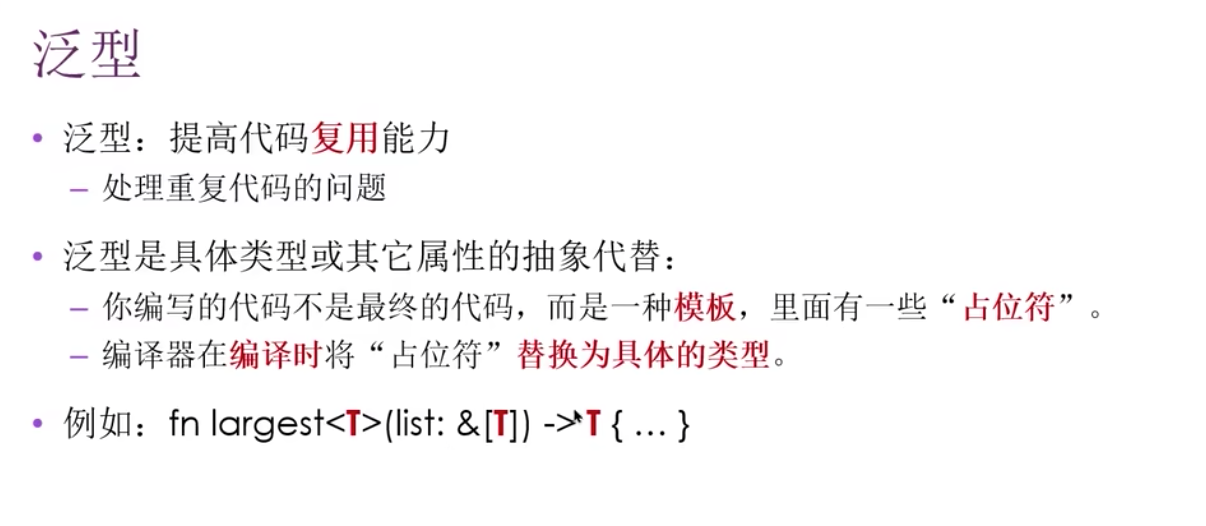 泛型
• 泛型：提高代码复用能力
– 处理重复代码的问题
• 泛型是具体类型或其它属性的抽象代替：
– 你编写的代码不是最终的代码，而是一种模板，里面有一些“占位符”。
– 编译器在编译时将“占位符”替换为具体的类型。
• 例如：fn largest<T>(list: &[T]) -> T { … }